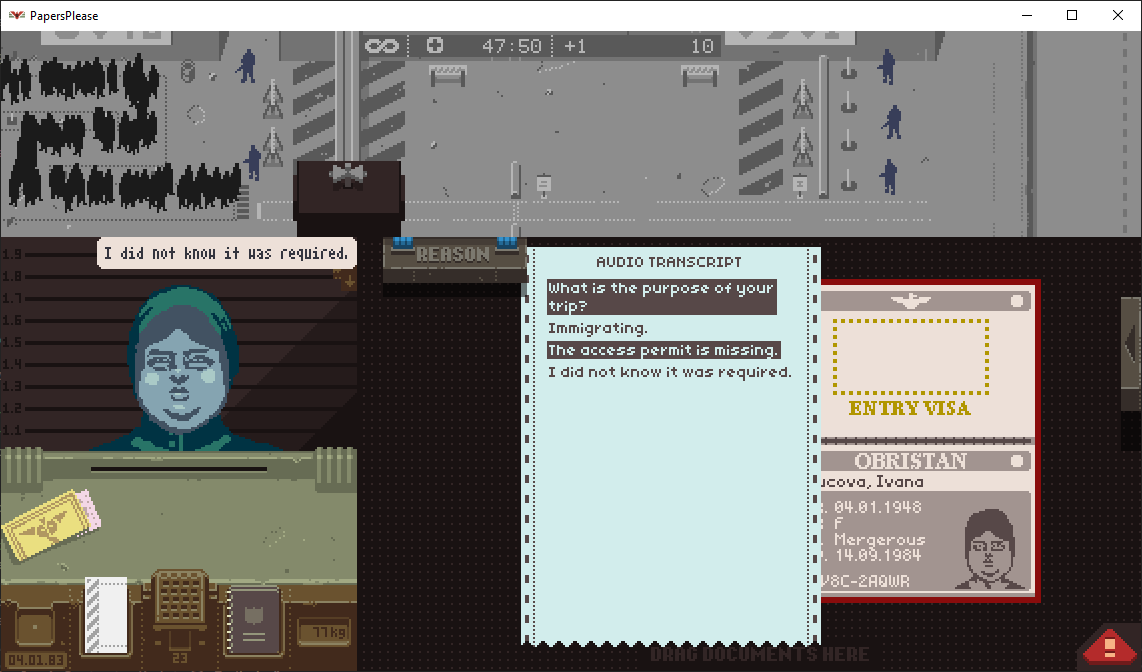 PapersPlease
47:50 +1 10
I did not know it was required.
REASON
1.9
1.8
1.7
1.6
1.5
1.4
1.3
1.2
1.1
AUDIO TRANSCRIPT
What is the purpose of your
trip?
Immigrating.
The access permit is missing.
I did not know it was required.
ENTRY VISA
OBRISTAN
ucova, Ivana
04.01.1948
F
Mergerous
14.09.1984
V8C-2AQWR
77kg
04.01.83
23
DRAG DOCUMENTS HERE